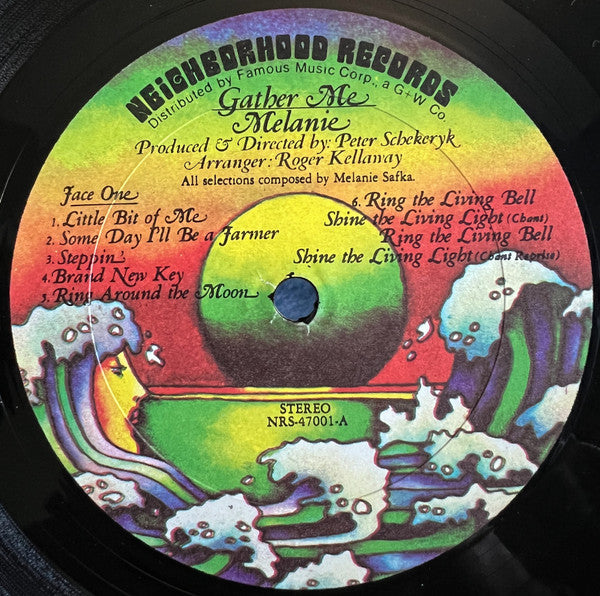 NEIGHBORHOOD RECORDS
Distributed by Famous Music Corp., a G+W Co.
Gather Me
Melanie
Produced & Directed by: Peter Schekeryk
Arranger: Roger Kellaway
All selections composed by Melanie Safka.
Face One
1. Little Bit of Me
2. Some Day I'll Be a Farmer
3. Steppin'
4. Brand New Key
5. Ring Around the Moon
6. Ring the Living Bell
Shine the Living Light (Chant)
Ring the Living Bell
Shine the Living Light (Chant Reprise)
STEREO
NRS-47001-A